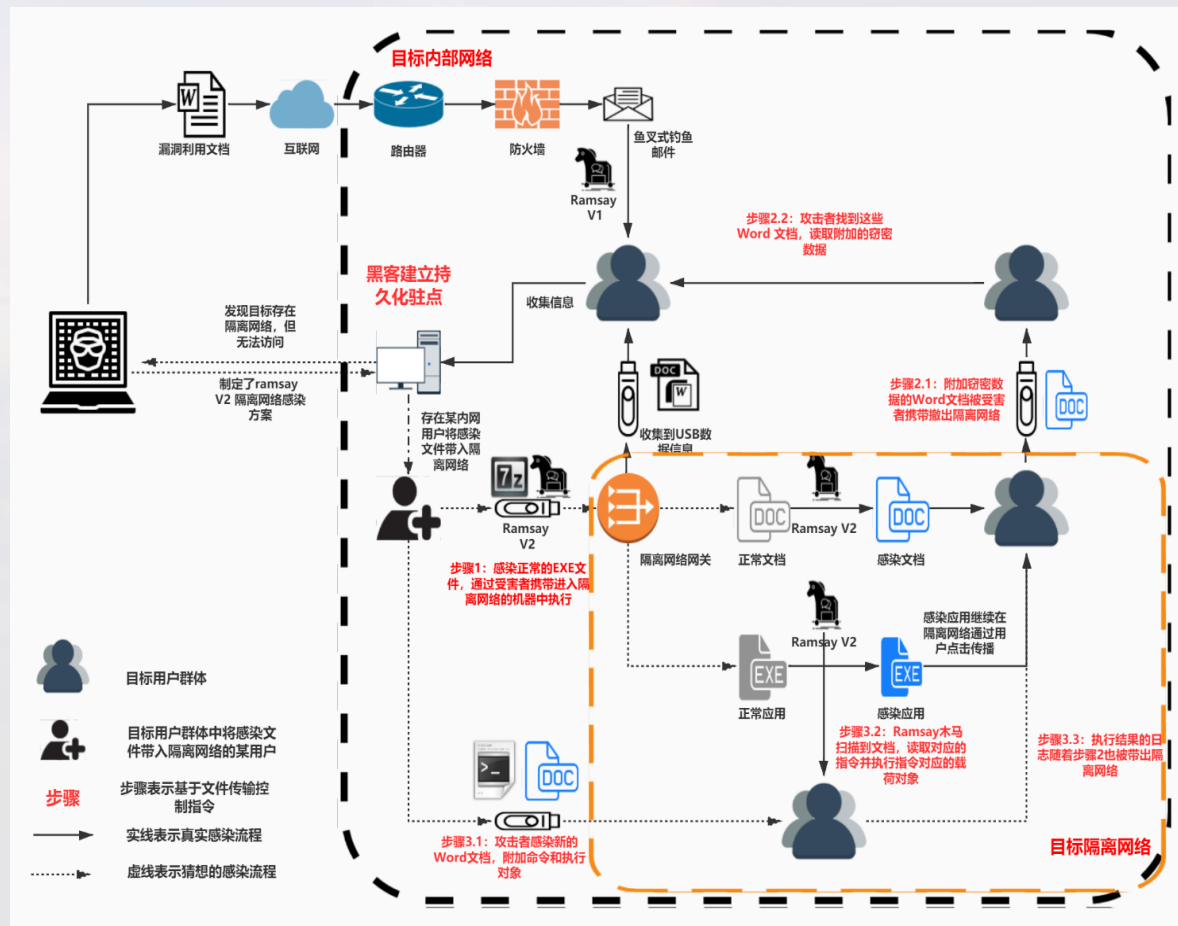 目标内部网络
W
漏洞利用文档
互联网
路由器
防火墙
鱼叉式钓鱼
邮件
Ramsay
V1
步骤2.2：攻击者找到这些
Word 文档，读取附加的窃密
数据
黑客建立持
久化驻点
收集信息
发现目标存在
隔离网络，但
无法访问
制定了ramsay
V2 隔离网络感染
方案
DOC
W
步骤2.1：附加窃密数
据的Word文档被受害
者携带撤出隔离网络
DOC
存在某内网
用户将感染
文件带入隔
离网络
收集到USB数
据信息
7z
Ramsay
V2
DOC
Ramsay V2
DOC
隔离网络网关
正常文档
感染文档
步骤1：感染正常的EXE文
件，通过受害者携带进入隔
离网络的机器中执行
Ramsay V2
感染应用继续在
隔离网络通过用
户点击传播
EXE
EXE
正常应用
感染应用
目标用户群体
步骤3.2：Ramsay木马
扫描到文档，读取对应的
指令并执行指令对应的载
荷对象
步骤3.3：执行结果的日
志随着步骤2也被带出隔
离网络
目标用户群体中将感染文
件带入隔离网络的某用户
DOC
步骤
步骤表示基于文件传输控
制指令
实线表示真实感染流程
步骤3.1：攻击者感染新的
Word文档，附加命令和执行
对象
目标隔离网络
虚线表示猜想的感染流程